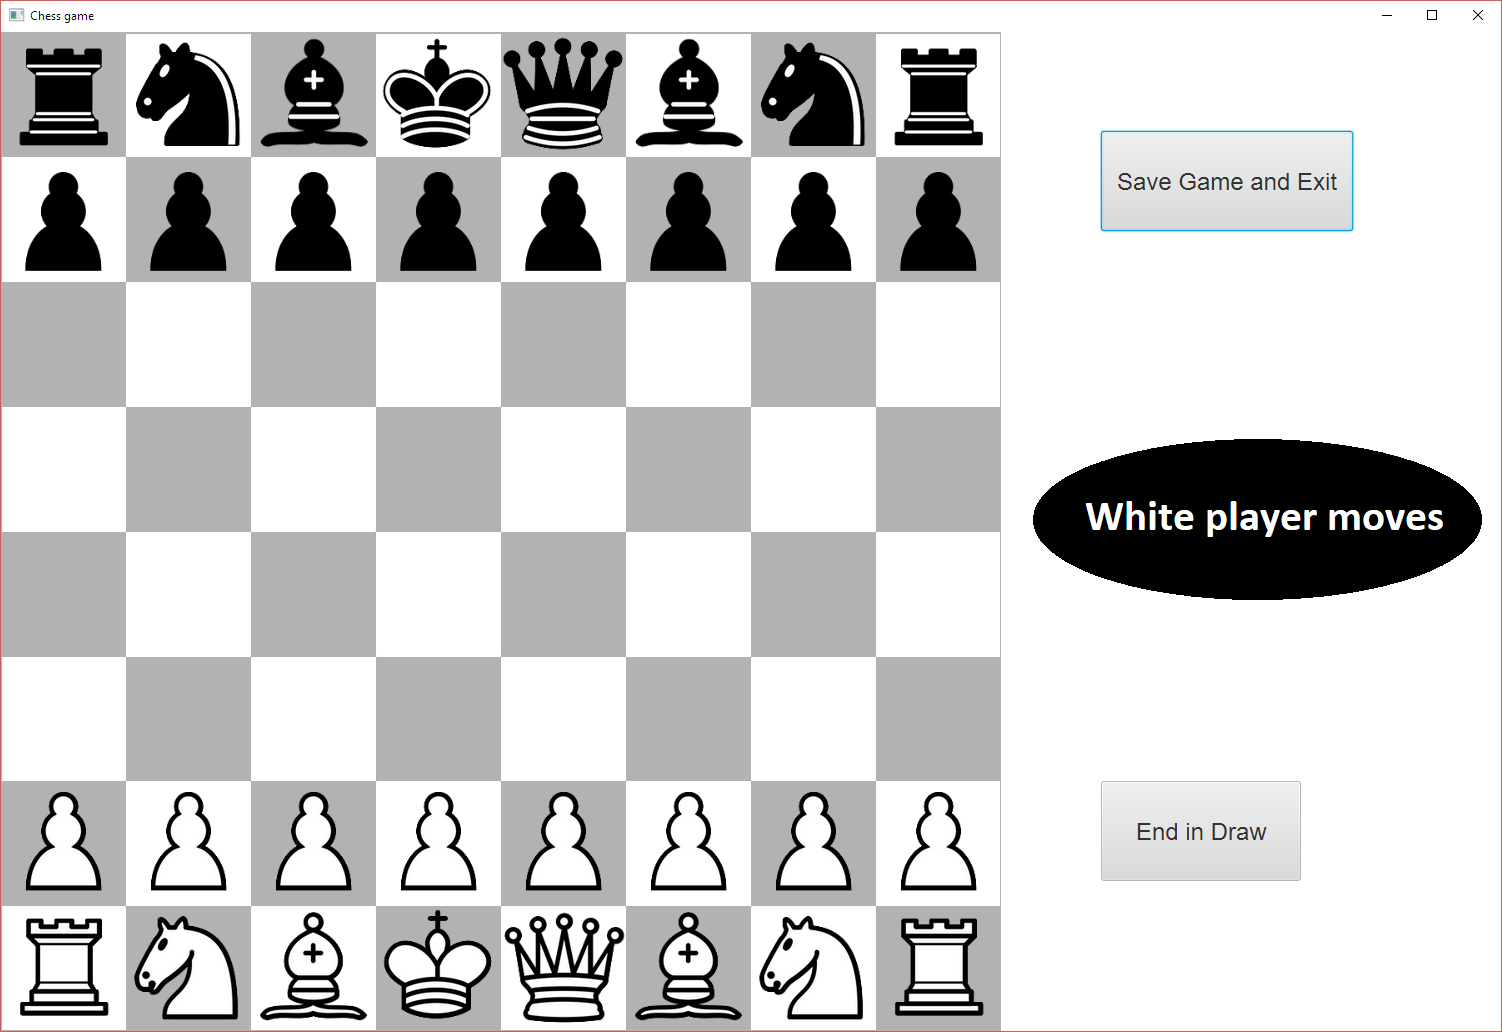 Chess game
Save Game and Exit
White player moves
End in Draw